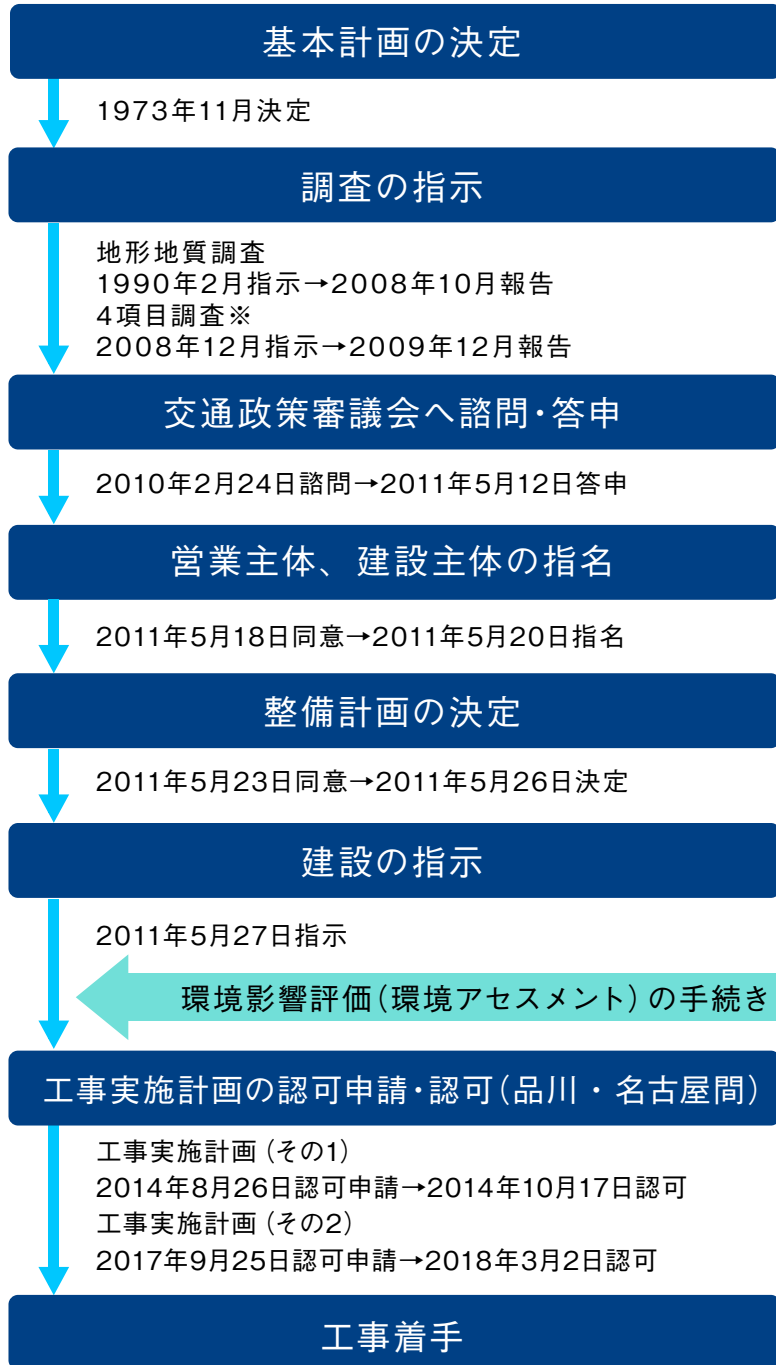 基本計画の決定
1973年11月決定
調査の指示
地形地質調査
1990年2月指示→2008年10月報告
4項目調査※
2008年12月指示→2009年12月報告
交通政策審議会へ諮問・答申
2010年2月24日諮問→2011年5月12日答申
営業主体、建設主体の指名
2011年5月18日同意→2011年5月20日指名
整備計画の決定
2011年5月23日同意→2011年5月26日決定
建設の指示
2011年5月27日指示
環境影響評価(環境アセスメント)の手続き
工事実施計画の認可申請・認可(品川・名古屋間)
工事実施計画(その1)
2014年8月26日認可申請→2014年10月17日認可
工事実施計画(その2)
2017年9月25日認可申請→2018年3月2日認可
工事着手